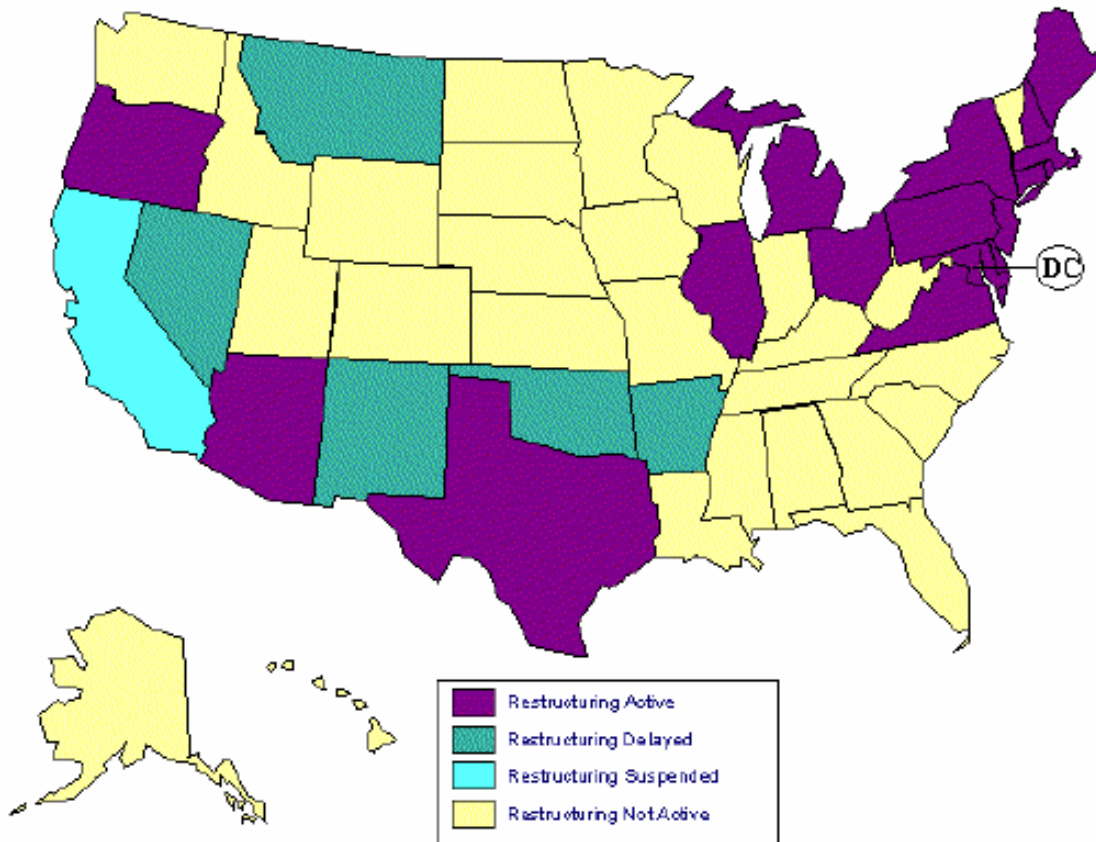 DC
Restructuring Active
Restructuring Delayed
Restructuring Suspended
Restructuring Not Active